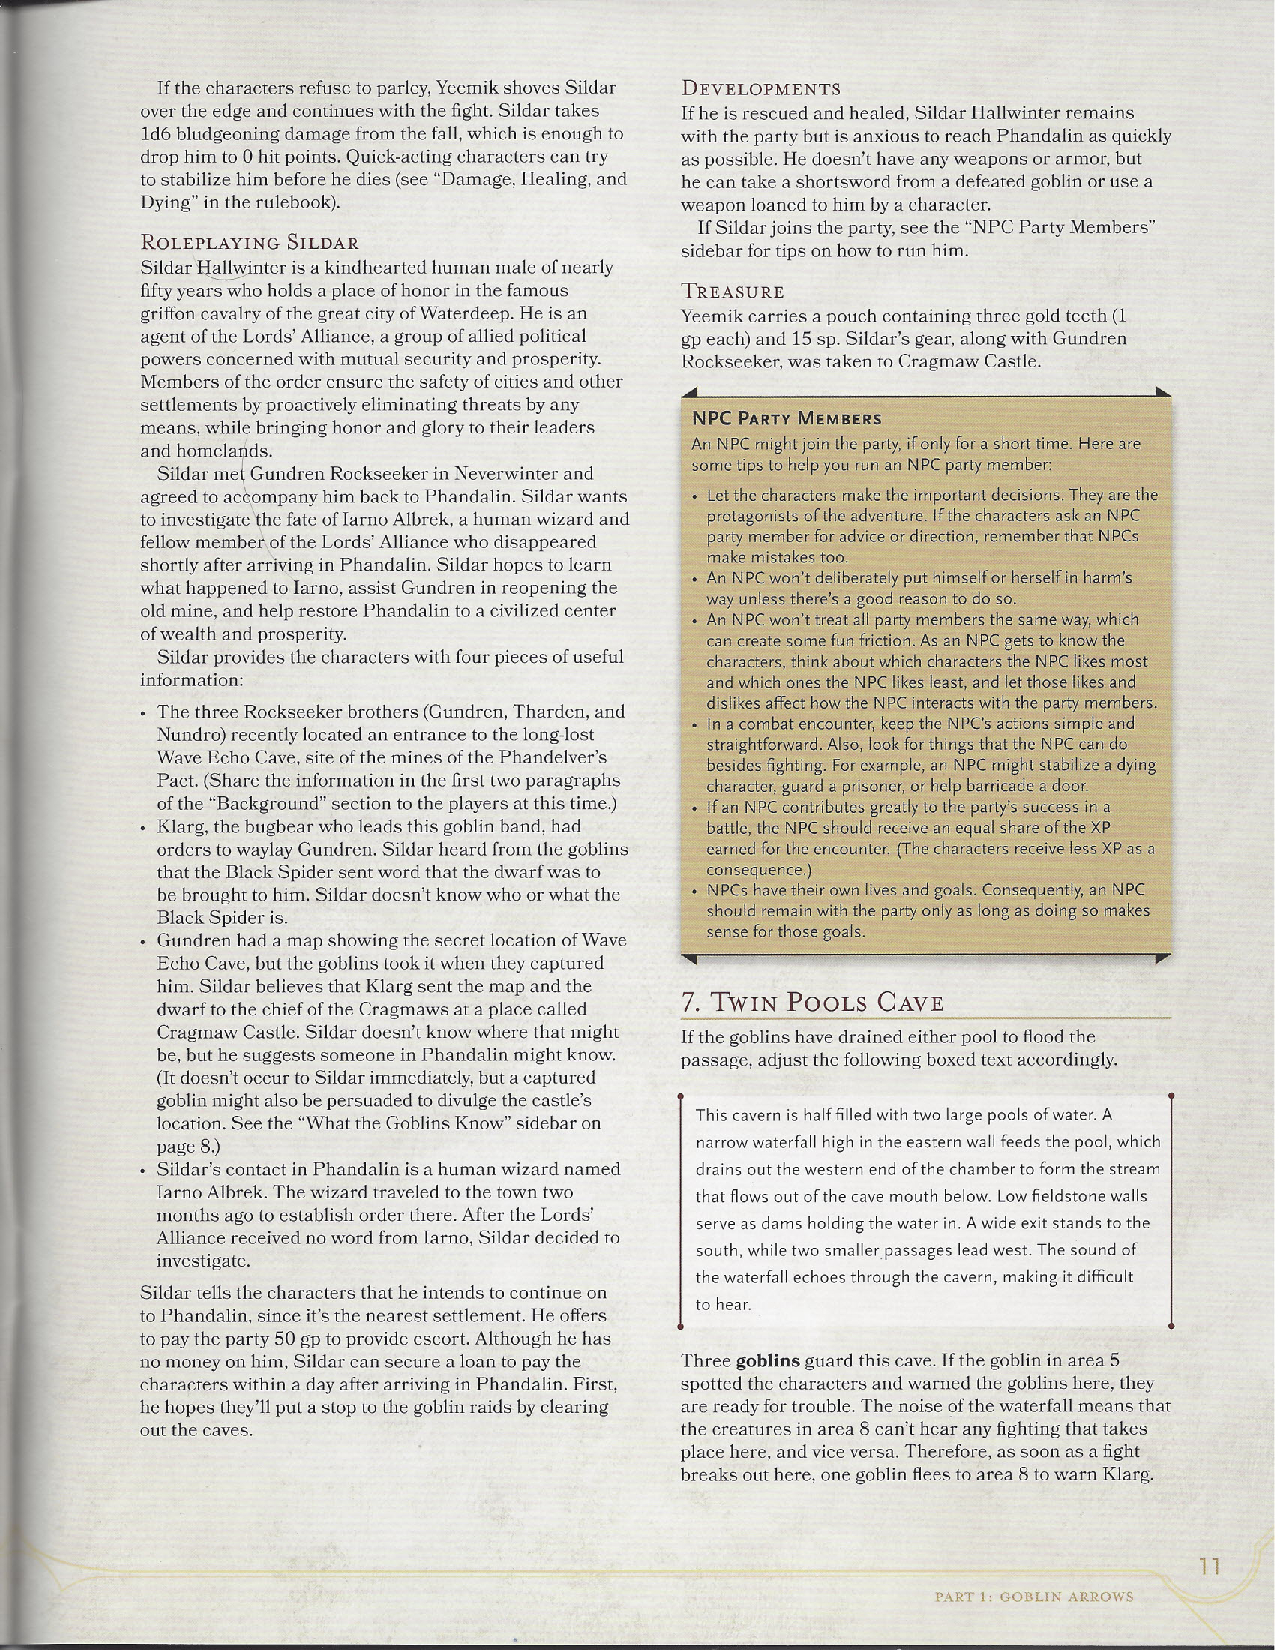 If the characters refuse to parley, Yeemik shoves Sildar
over the edge and continues with the fight. Sildar takes
1d6 bludgeoning damage from the fall, which is enough to
drop him to 0 hit points. Quick-acting characters can try
to stabilize him before he dies (see “Damage, Healing, and
Dying” in the rulebook).
Roleplaying Sildar
Sildar Hallwinter is a kindhearted human male of nearly
fifty years who holds a place of honor in the famous
griffon cavalry of the great city of Waterdeep. He is an
agent of the Lords’ Alliance, a group of allied political
powers concerned with mutual security and prosperity.
Members of the order ensure the safety of cities and other
settlements by proactively eliminating threats by any
means, while bringing honor and glory to their leaders
and homelands.
Sildar met Gundren Rockseeker in Neverwinter and
agreed to accompany him back to Phandalin. Sildar wants
to investigate the fate of Iarno Albrek, a human wizard and
fellow member of the Lords’ Alliance who disappeared
shortly after arriving in Phandalin. Sildar hopes to learn
what happened to Iarno, assist Gundren in reopening the
old mine, and help restore Phandalin to a civilized center
of wealth and prosperity.
Sildar provides the characters with four pieces of useful
information:
• The three Rockseeker brothers (Gundren, Tharden, and
Nundro) recently located an entrance to the long-lost
Wave Echo Cave, site of the mines of the Phandelver’s
Pact. (Share the information in the first two paragraphs
of the “Background” section to the players at this time.)
• Klarg, the bugbear who leads this goblin band, had
orders to waylay Gundren. Sildar heard from the goblins
that the Black Spider sent word that the dwarf was to
be brought to him. Sildar doesn’t know who or what the
Black Spider is.
• Gundren had a map showing the secret location of Wave
Echo Cave, but the goblins took it when they captured
him. Sildar believes that Klarg sent the map and the
dwarf to the chief of the Cragmaws at a place called
Cragmaw Castle. Sildar doesn’t know where that might
be, but he suggests someone in Phandalin might know.
(It doesn’t occur to Sildar immediately, but a captured
goblin might also be persuaded to divulge the castle’s
location. See the “What the Goblins Know” sidebar on
page 8.)
• Sildar’s contact in Phandalin is a human wizard named
Iarno Albrek. The wizard traveled to the town two
months ago to establish order there. After the Lords’
Alliance received no word from Iarno, Sildar decided to
investigate.
Sildar tells the characters that he intends to continue on
to Phandalin, since it’s the nearest settlement. He offers
to pay the party 50 gp to provide escort. Although he has
no money on him, Sildar can secure a loan to pay the
characters within a day after arriving in Phandalin. First,
he hopes they’ll put a stop to the goblin raids by clearing
out the caves.
Developments
If he is rescued and healed, Sildar Hallwinter remains
with the party but is anxious to reach Phandalin as quickly
as possible. He doesn’t have any weapons or armor, but
he can take a shortsword from a defeated goblin or use a
weapon loaned to him by a character.
If Sildar joins the party, see the “NPC Party Members”
sidebar for tips on how to run him.
Treasure
Yeemik carries a pouch containing three gold teeth (1
gp each) and 15 sp. Sildar’s gear, along with Gundren
Rockseeker, was taken to Cragmaw Castle.
NPC Party Members
An NPC might join the party, if only for a short time. Here are
some tips to help you run an NPC party member:
• Let the characters make the important decisions. They are the
protagonists of the adventure. If the characters ask an NPC
party member for advice or direction, remember that NPCs
make mistakes too.
• An NPC won’t deliberately put himself or herself in harm’s
way unless there’s a good reason to do so.
• An NPC won’t treat all party members the same way, which
can create some fun friction. As an NPC gets to know the
characters, think about which characters the NPC likes most
and which ones the NPC likes least, and let those likes and
dislikes affect how the NPC interacts with the party members.
• In a combat encounter, keep the NPC’s actions simple and
straightforward. Also, look for things that the NPC can do
besides fighting. For example, an NPC might stabilize a dying
character, guard a prisoner, or help barricade a door.
• If an NPC contributes greatly to the party’s success in a
battle, the NPC should receive an equal share of the XP
earned for the encounter. (The characters receive less XP as a
consequence.)
• NPCs have their own lives and goals. Consequently, an NPC
should remain with the party only as long as doing so makes
sense for those goals.
7. Twin Pools Cave
If the goblins have drained either pool to flood the
passage, adjust the following boxed text accordingly.
This cavern is half filled with two large pools of water. A
narrow waterfall high in the eastern wall feeds the pool, which
drains out the western end of the chamber to form the stream
that flows out of the cave mouth below. Low fieldstone walls
serve as dams holding the water in. A wide exit stands to the
south, while two smaller passages lead west. The sound of
the waterfall echoes through the cavern, making it difficult
to hear.
Three goblins guard this cave. If the goblin in area 5
spotted the characters and warned the goblins here, they
are ready for trouble. The noise of the waterfall means that
the creatures in area 8 can’t hear any fighting that takes
place here, and vice versa. Therefore, as soon as a fight
breaks out here, one goblin flees to area 8 to warn Klarg.
11
PART 1: GOBLIN ARROWS